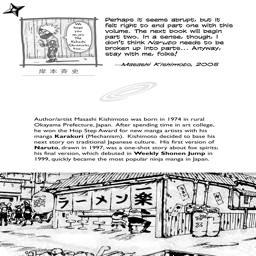 Perhaps it seems abrupt, but it
felt right to end part one with this
volume. The next book will begin
part two. In a sense, though, I
don't think Naruto needs to be
broken up into parts... Anyway,
stay with me, folks!
—Masashi Kishimoto, 2005
岸本斉史
Author/artist Masashi Kishimoto was born in 1974 in rural
Okayama Prefecture, Japan. After spending time in art college,
he won the Hop Step Award for new manga artists with his
manga Karakuri (Mechanism). Kishimoto decided to base his
next story on traditional Japanese culture. His first version of
Naruto, drawn in 1997, was a one-shot story about fox spirits;
his final version, which debuted in Weekly Shonen Jump in
1999, quickly became the most popular ninja manga in Japan.
ラーメン 楽